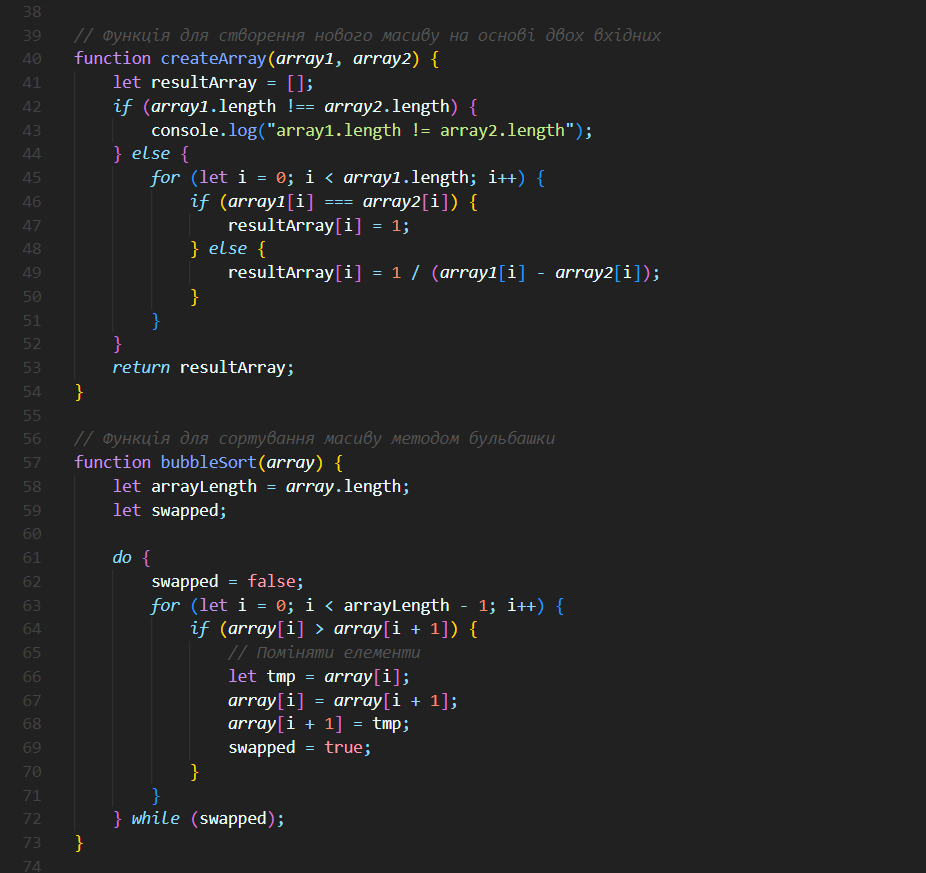 38
39 // Функція для створення нового масиву на основі двох вхідних
40 function createArray(array1, array2) {
41 let resultArray = [];
42 if (array1.length !== array2.length) {
43 console.log("array1.length != array2.length");
44 } else {
45 for (let i = 0; i < array1.length; i++) {
46 if (array1[i] === array2[i]) {
47 resultArray[i] = 1;
48 } else {
49 resultArray[i] = 1 / (array1[i] - array2[i]);
50 }
51 }
52 }
53 return resultArray;
54 }
55
56 // Функція для сортування масиву методом бульбашки
57 function bubbleSort(array) {
58 let arrayLength = array.length;
59 let swapped;
60
61 do {
62 swapped = false;
63 for (let i = 0; i < arrayLength - 1; i++) {
64 if (array[i] > array[i + 1]) {
65 // Поміняти елементи
66 let tmp = array[i];
67 array[i] = array[i + 1];
68 array[i + 1] = tmp;
69 swapped = true;
70 }
71 }
72 } while (swapped);
73 }
74